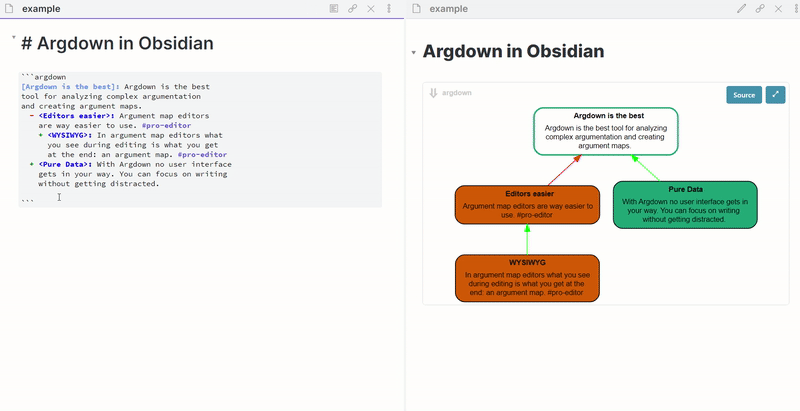 example
# Argdown in Obsidian
```argdown
[Argdown is the best]: Argdown is the best
tool for analyzing complex argumentation
and creating argument maps.
- <Editors easier>: Argument map editors
are way easier to use. #pro-editor
+ <WYSIWYG>: In argument map editors what
you see during editing is what you get
at the end: an argument map. #pro-editor
+ <Pure Data>: With Argdown no user interface
gets in your way. You can focus on writing
without getting distracted.
```
example
Argdown in Obsidian
argdown
Source
Argdown is the best
Argdown is the best tool for analyzing
complex argumentation and creating
argument maps.
Editors easier
Argument map editors are way easier to
use. #pro-editor
Pure Data
With Argdown no user interface gets in
your way. You can focus on writing
without getting distracted.
WYSIWYG
In argument map editors what you see
during editing is what you get at the
end: an argument map. #pro-editor